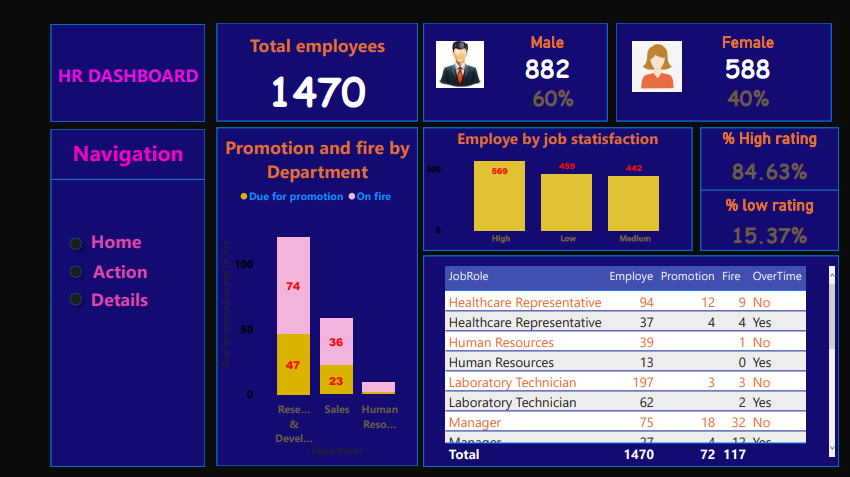 HR DASHBOARD
Total employees
1470
Male
882
60%
Female
588
40%
Navigation
Home
Action
Details
Promotion and fire by
Department
Due for promotion On fire
100
50
0
74
47
36
23
Rese...
&
Devel...
Sales
Human
Reso...
Department
Employe by job statisfaction
500
0
569
459
442
High Low Medium
% High rating
84.63%
% low rating
15.37%
JobRole Employe Promotion Fire OverTime
Healthcare Representative 94 12 9 No
Healthcare Representative 37 4 4 Yes
Human Resources 39 1 No
Human Resources 13 0 Yes
Laboratory Technician 197 3 3 No
Laboratory Technician 62 2 Yes
Manager 75 18 32 No
Manager 27 4 12 Yes
Total 1470 72 117